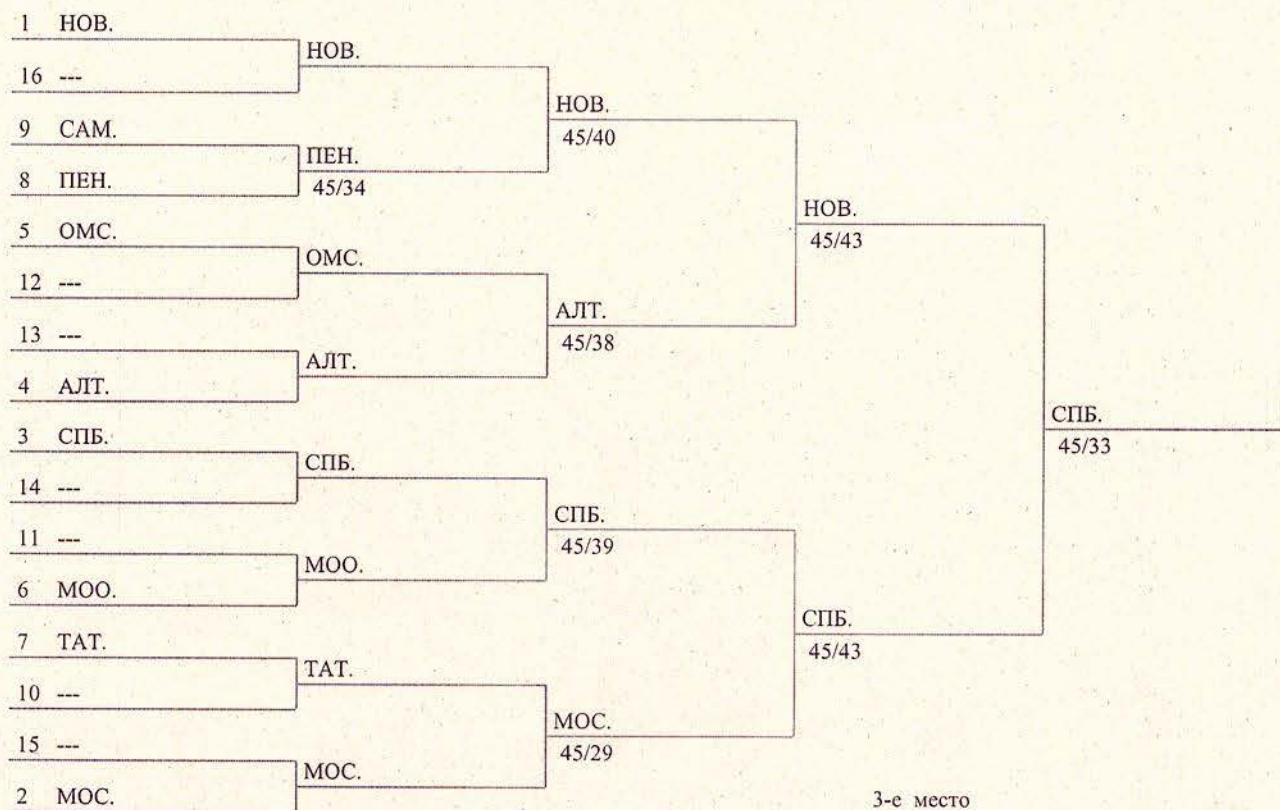 1 НОВ.
16 ---
9 САМ.
8 ПЕН.
5 ОМС.
12 ---
13 ---
4 АЛТ.
3 СПБ.
14 ---
11 ---
6 МОО.
7 ТАТ.
10 ---
15 ---
2 МОС.
НОВ.
ПЕН.
45/34
ОМС.
АЛТ.
СПБ.
МОО.
ТАТ.
МОС.
НОВ.
45/40
АЛТ.
45/38
СПБ.
45/39
МОС.
45/29
НОВ.
45/43
СПБ.
45/43
СПБ.
45/33
3-е место